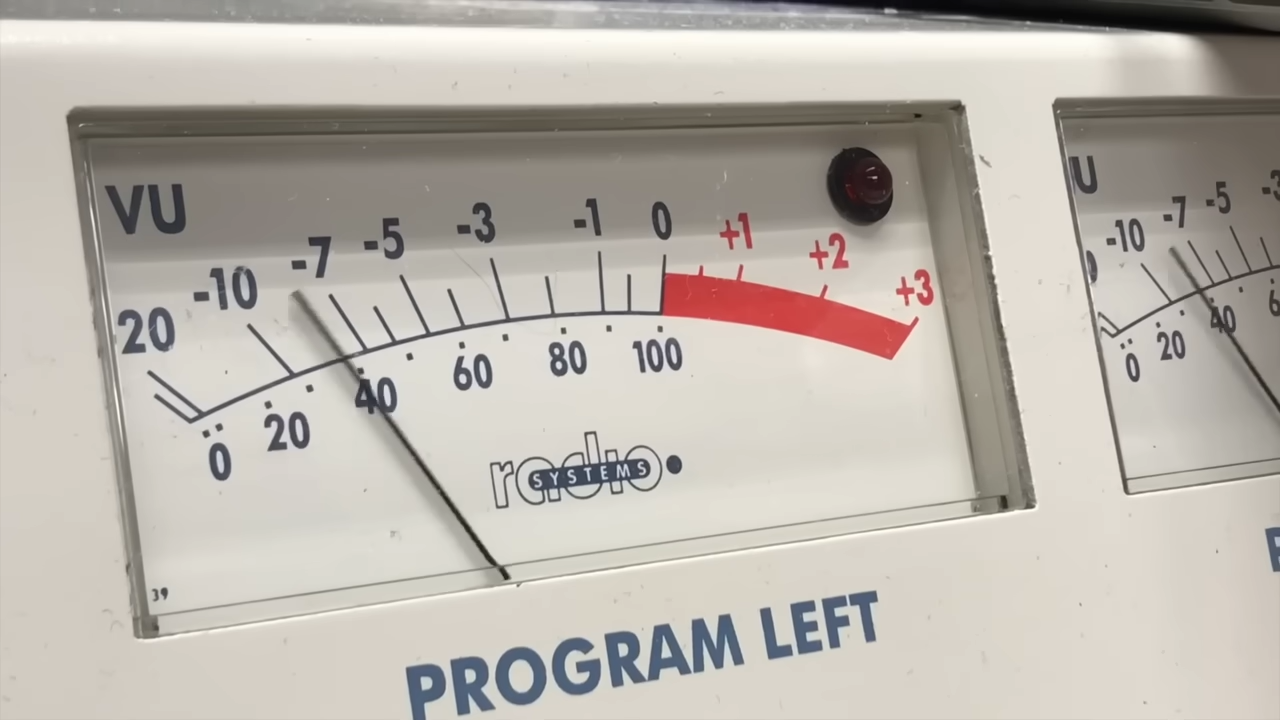 VU
20 -10 -7 -5 -3 -1 0 +1 +2 +3
0 20 40 60 80 100
radio
SYSTEMS
39
PROGRAM LEFT
U
-10 -7 -5
0 20 40